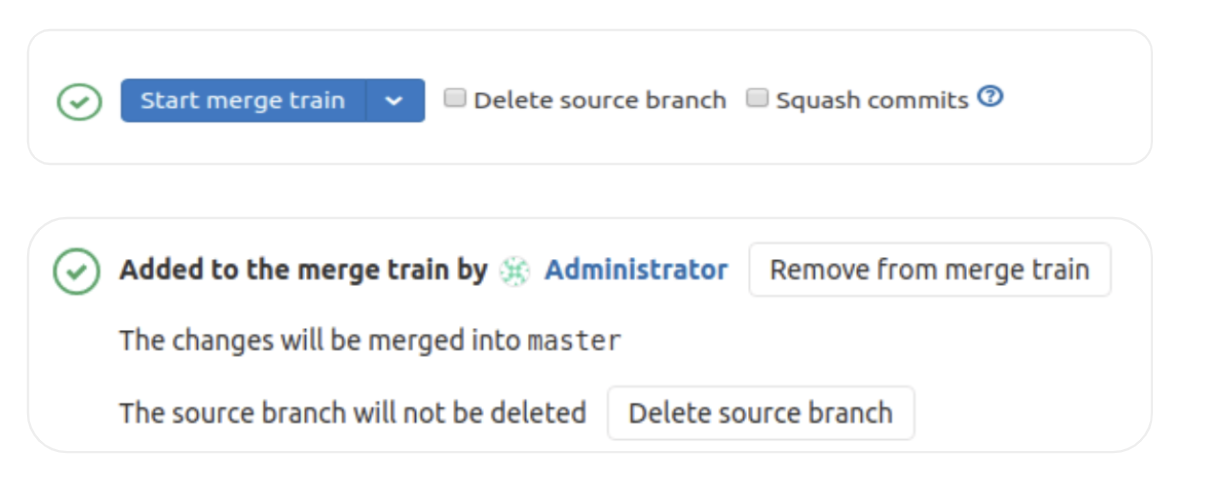 Start merge train Delete source branch Squash commits ?
Added to the merge train by Administrator Remove from merge train
The changes will be merged into master
The source branch will not be deleted Delete source branch